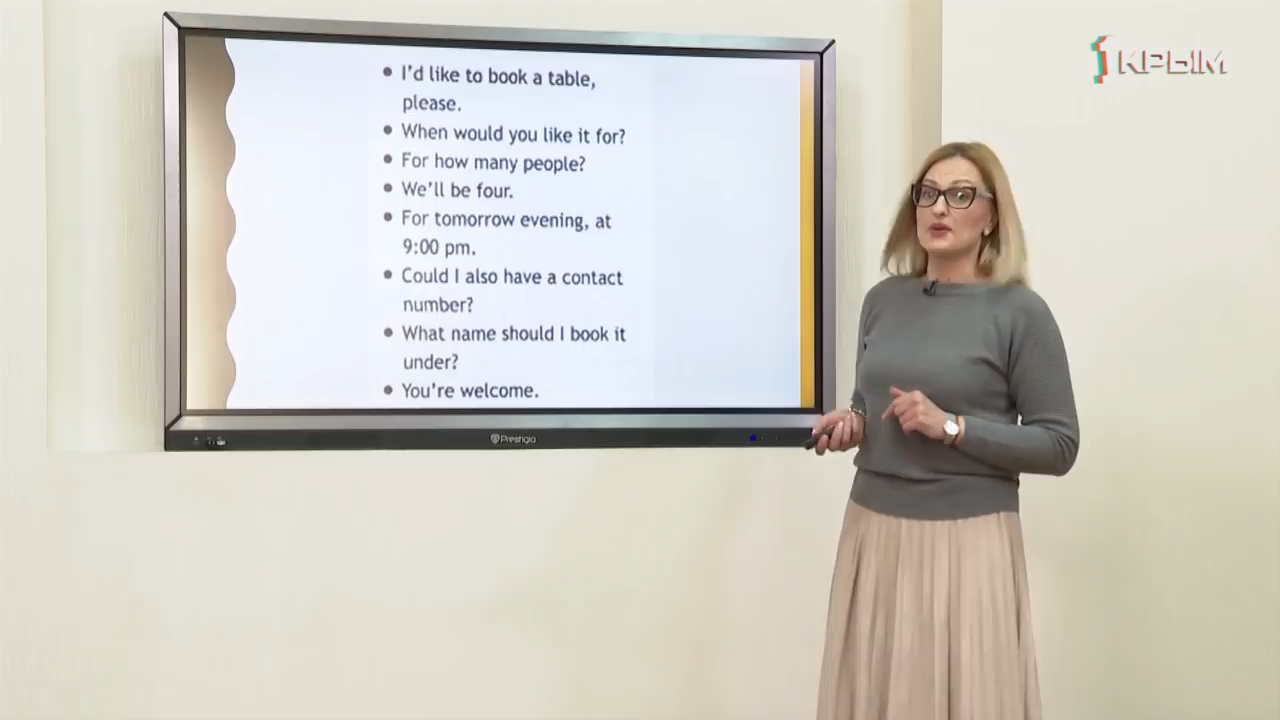 1 КРЫМ
• I'd like to book a table,
please.
• When would you like it for?
• For how many people?
• We'll be four.
• For tomorrow evening, at
9:00 pm.
• Could I also have a contact
number?
• What name should I book it
under?
• You're welcome.
Prestigio